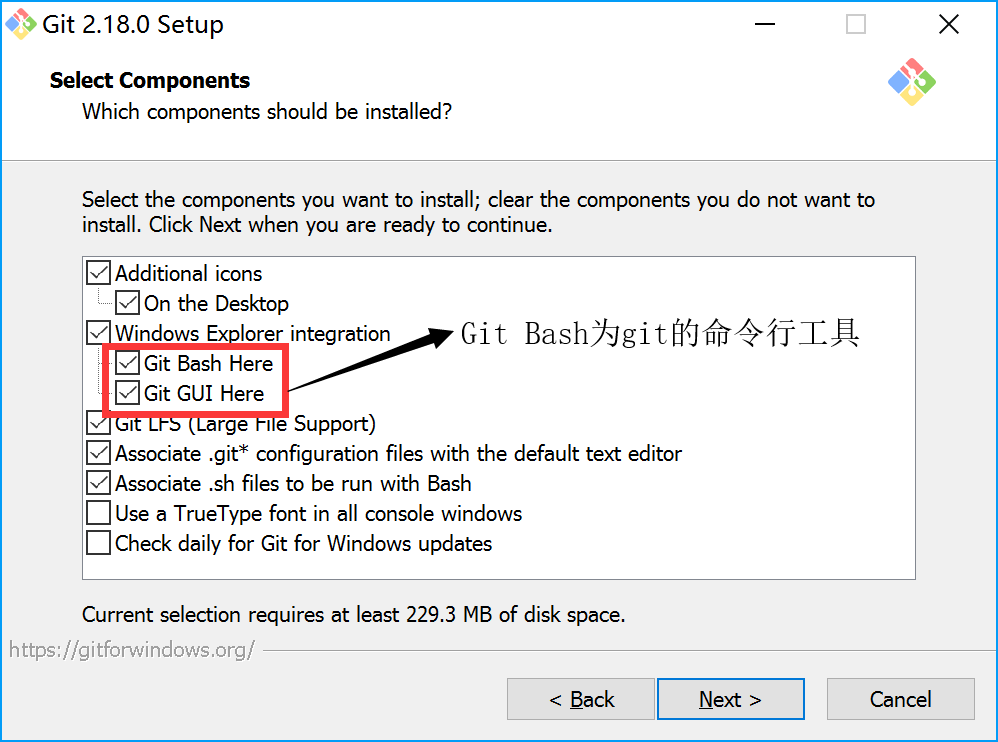 Git 2.18.0 Setup
Select Components
Which components should be installed?
Select the components you want to install; clear the components you do not want to
install. Click Next when you are ready to continue.
Additional icons
On the Desktop
Windows Explorer integration
Git Bash为git的命令行工具
Git Bash Here
Git GUI Here
Git LFS (Large File Support)
Associate .git* configuration files with the default text editor
Associate .sh files to be run with Bash
Use a TrueType font in all console windows
Check daily for Git for Windows updates
Current selection requires at least 229.3 MB of disk space.
https://gitforwindows.org/
< Back
Next >
Cancel